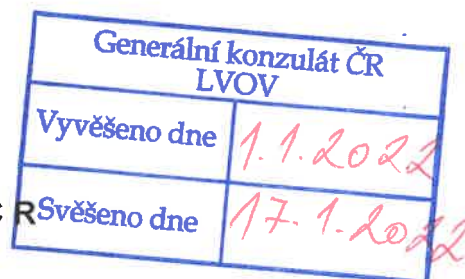 Generální konzulát ČR
LVOV
Vyvěšeno dne 1.1.2022
R Svěšeno dne 17.1.2022